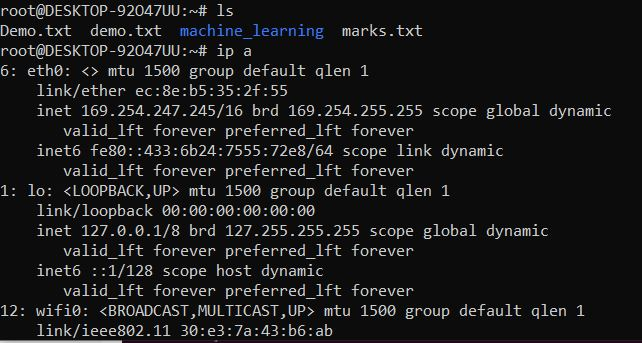 root@DESKTOP-92O47UU:~# ls
Demo.txt  demo.txt  machine_learning  marks.txt
root@DESKTOP-92O47UU:~# ip a
6: eth0: <> mtu 1500 group default qlen 1
    link/ether ec:8e:b5:35:2f:55
    inet 169.254.247.245/16 brd 169.254.255.255 scope global dynamic
       valid_lft forever preferred_lft forever
    inet6 fe80::433:6b24:7555:72e8/64 scope link dynamic
       valid_lft forever preferred_lft forever
1: lo: <LOOPBACK,UP> mtu 1500 group default qlen 1
    link/loopback 00:00:00:00:00:00
    inet 127.0.0.1/8 brd 127.255.255.255 scope global dynamic
       valid_lft forever preferred_lft forever
    inet6 ::1/128 scope host dynamic
       valid_lft forever preferred_lft forever
12: wifi0: <BROADCAST,MULTICAST,UP> mtu 1500 group default qlen 1
    link/ieee802.11 30:e3:7a:43:b6:ab